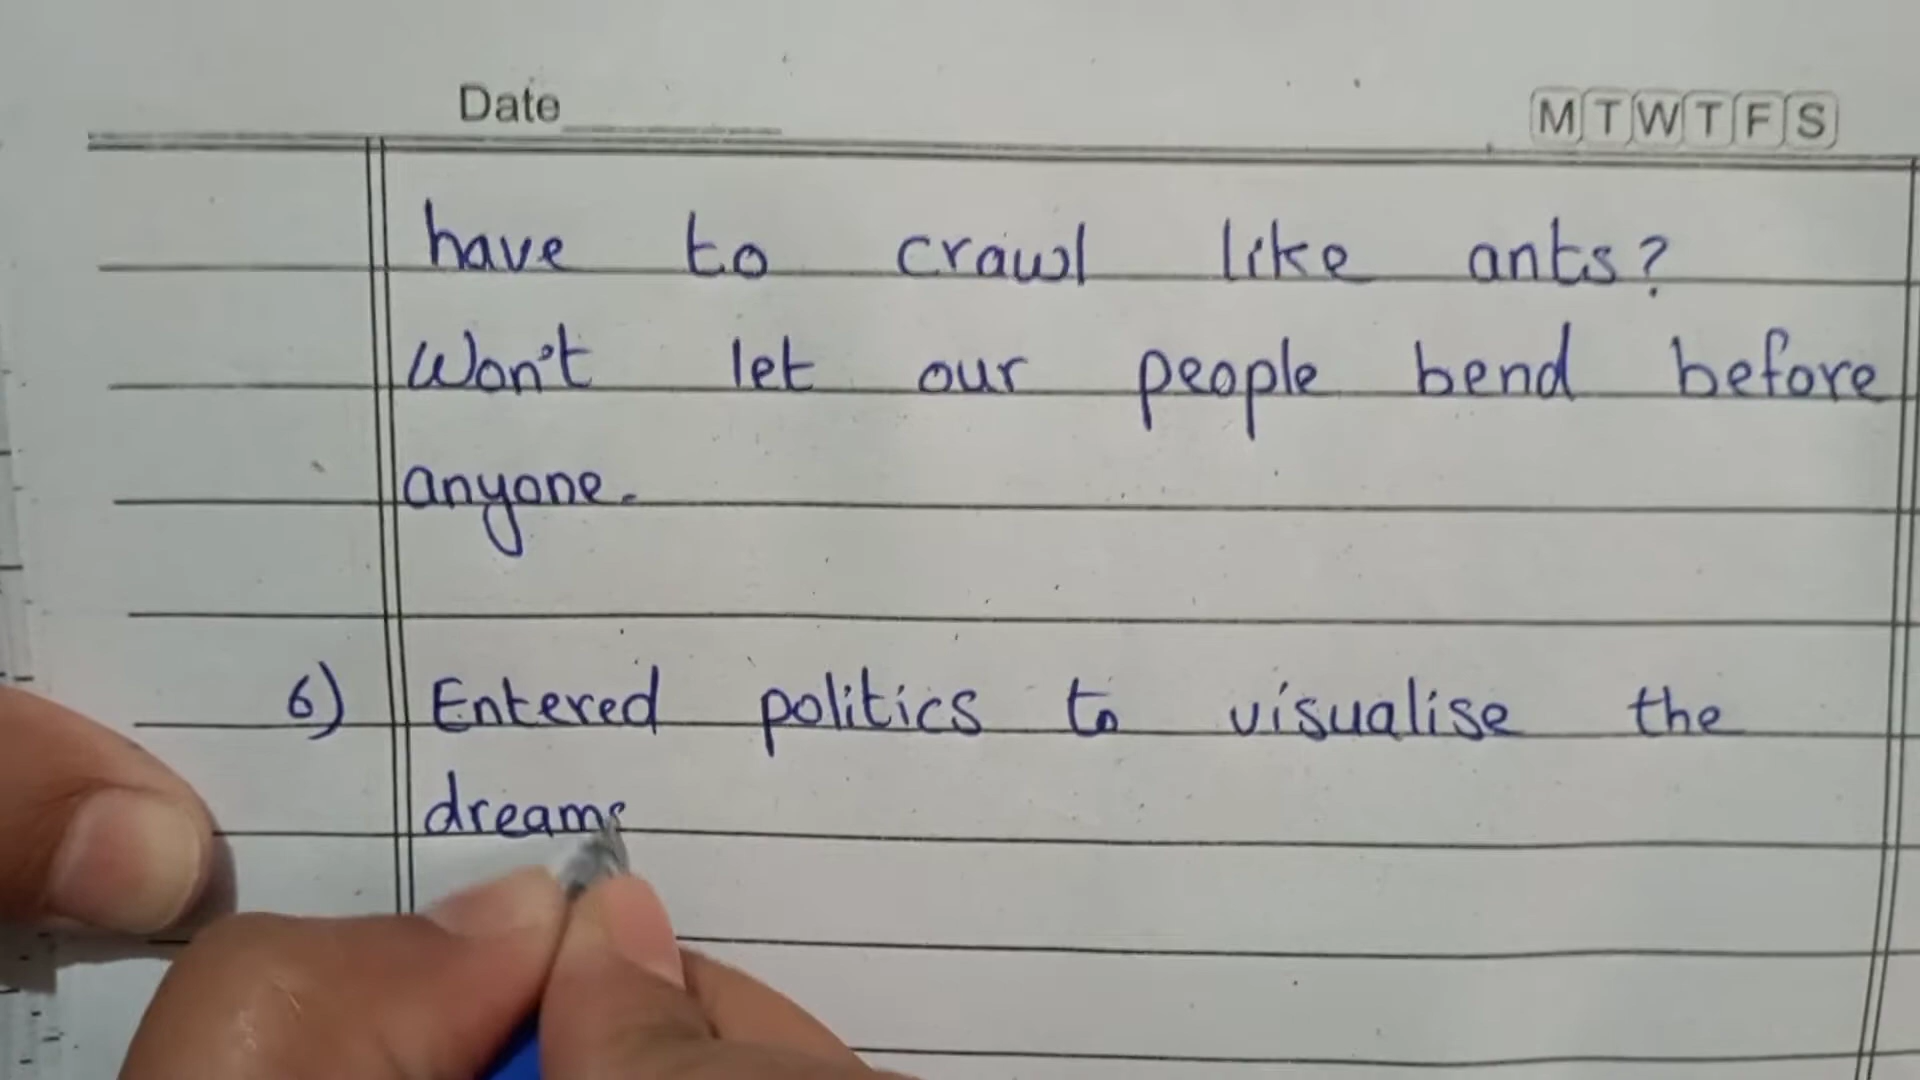 Date
M T W T F S
have to crawl like ants?
Won't let our people bend before
anyone.
6) Entered politics to visualise the
dreams